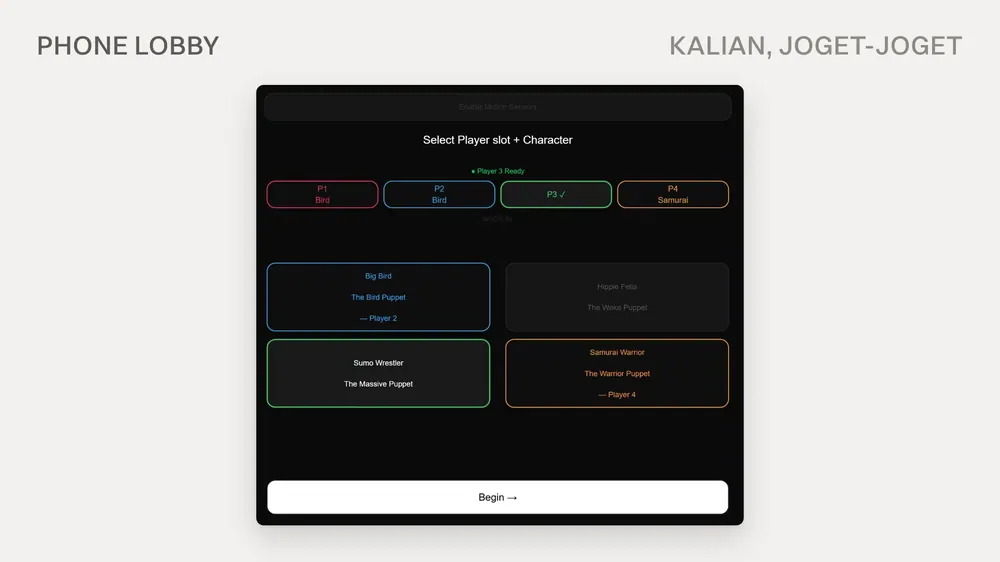 PHONE LOBBY
KALIAN, JOGET-JOGET
Enable Motion Sensors
Select Player slot + Character
● Player 3 Ready
P1
Bird
P2
Bird
P3 ✓
P4
Samurai
Big Bird
The Bird Puppet
— Player 2
Hippie Fella
The Woke Puppet
Sumo Wrestler
The Massive Puppet
Samurai Warrior
The Warrior Puppet
— Player 4
Begin →